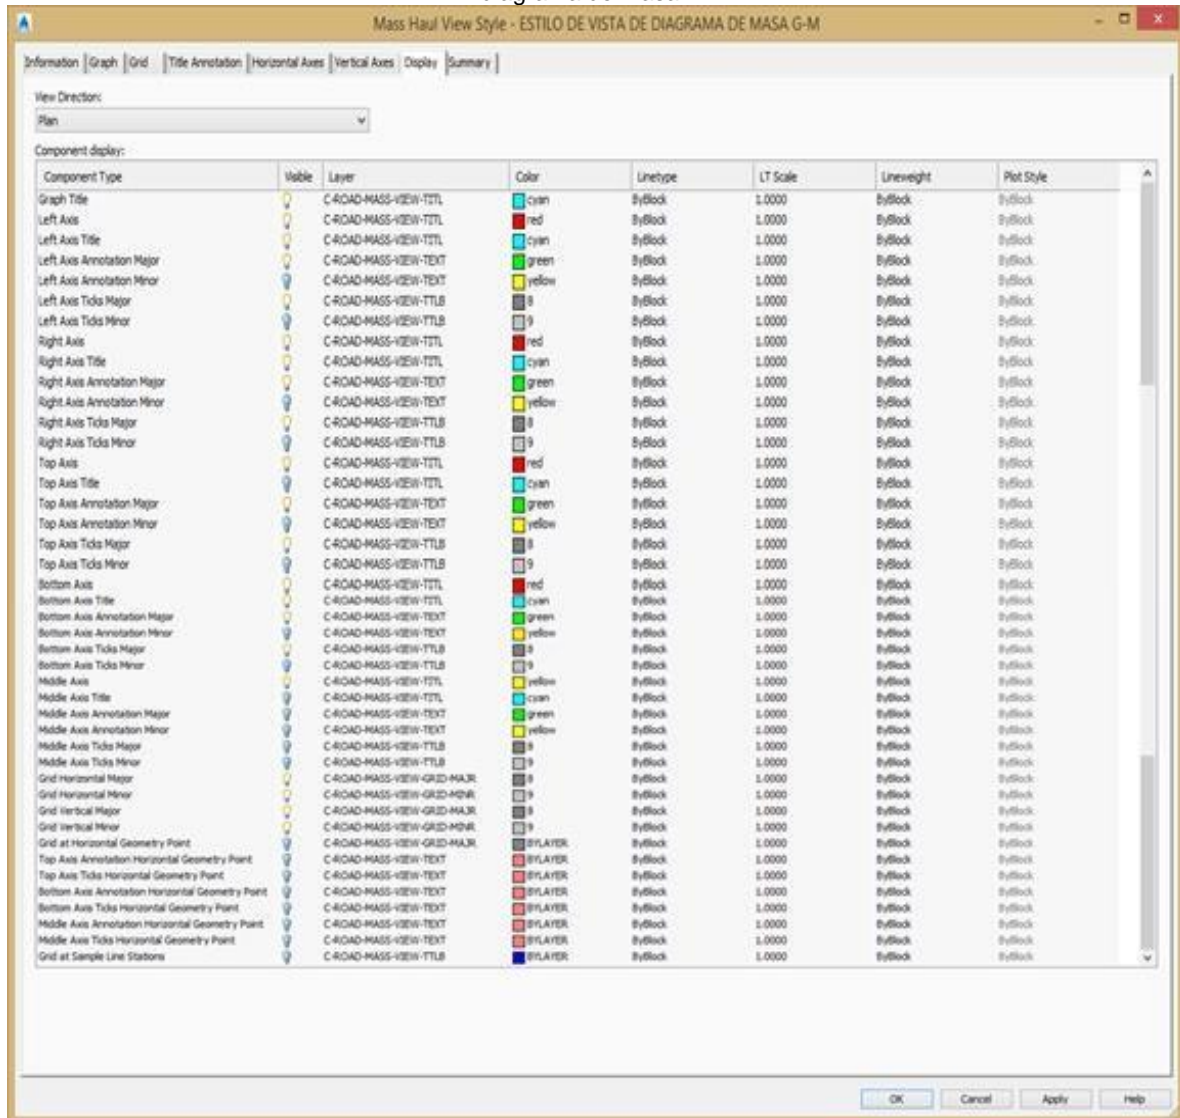 Mass Haul View Style - ESTILO DE VISTA DE DIAGRAMA DE MASA G-M
Information Graph Grid Title Annotation Horizontal Axes Vertical Axes Display Summary
View Direction:
Plan
Component display:
Component Type Visible Layer Color Linetype LT Scale Lineweight Plot Style
Graph Title C-ROAD-MASS-VIEW-TITL cyan ByBlock 1.0000 ByBlock ByBlock
Left Axis C-ROAD-MASS-VIEW-TITL red ByBlock 1.0000 ByBlock ByBlock
Left Axis Title C-ROAD-MASS-VIEW-TITL cyan ByBlock 1.0000 ByBlock ByBlock
Left Axis Annotation Major C-ROAD-MASS-VIEW-TEXT green ByBlock 1.0000 ByBlock ByBlock
Left Axis Annotation Minor C-ROAD-MASS-VIEW-TEXT yellow ByBlock 1.0000 ByBlock ByBlock
Left Axis Ticks Major C-ROAD-MASS-VIEW-TTLB 8 ByBlock 1.0000 ByBlock ByBlock
Left Axis Ticks Minor C-ROAD-MASS-VIEW-TTLB 9 ByBlock 1.0000 ByBlock ByBlock
Right Axis C-ROAD-MASS-VIEW-TITL red ByBlock 1.0000 ByBlock ByBlock
Right Axis Title C-ROAD-MASS-VIEW-TITL cyan ByBlock 1.0000 ByBlock ByBlock
Right Axis Annotation Major C-ROAD-MASS-VIEW-TEXT green ByBlock 1.0000 ByBlock ByBlock
Right Axis Annotation Minor C-ROAD-MASS-VIEW-TEXT yellow ByBlock 1.0000 ByBlock ByBlock
Right Axis Ticks Major C-ROAD-MASS-VIEW-TTLB 8 ByBlock 1.0000 ByBlock ByBlock
Right Axis Ticks Minor C-ROAD-MASS-VIEW-TTLB 9 ByBlock 1.0000 ByBlock ByBlock
Top Axis C-ROAD-MASS-VIEW-TITL red ByBlock 1.0000 ByBlock ByBlock
Top Axis Title C-ROAD-MASS-VIEW-TITL cyan ByBlock 1.0000 ByBlock ByBlock
Top Axis Annotation Major C-ROAD-MASS-VIEW-TEXT green ByBlock 1.0000 ByBlock ByBlock
Top Axis Annotation Minor C-ROAD-MASS-VIEW-TEXT yellow ByBlock 1.0000 ByBlock ByBlock
Top Axis Ticks Major C-ROAD-MASS-VIEW-TTLB 8 ByBlock 1.0000 ByBlock ByBlock
Top Axis Ticks Minor C-ROAD-MASS-VIEW-TTLB 9 ByBlock 1.0000 ByBlock ByBlock
Bottom Axis C-ROAD-MASS-VIEW-TITL red ByBlock 1.0000 ByBlock ByBlock
Bottom Axis Title C-ROAD-MASS-VIEW-TITL cyan ByBlock 1.0000 ByBlock ByBlock
Bottom Axis Annotation Major C-ROAD-MASS-VIEW-TEXT green ByBlock 1.0000 ByBlock ByBlock
Bottom Axis Annotation Minor C-ROAD-MASS-VIEW-TEXT yellow ByBlock 1.0000 ByBlock ByBlock
Bottom Axis Ticks Major C-ROAD-MASS-VIEW-TTLB 8 ByBlock 1.0000 ByBlock ByBlock
Bottom Axis Ticks Minor C-ROAD-MASS-VIEW-TTLB 9 ByBlock 1.0000 ByBlock ByBlock
Middle Axis C-ROAD-MASS-VIEW-TITL yellow ByBlock 1.0000 ByBlock ByBlock
Middle Axis Title C-ROAD-MASS-VIEW-TITL cyan ByBlock 1.0000 ByBlock ByBlock
Middle Axis Annotation Major C-ROAD-MASS-VIEW-TEXT green ByBlock 1.0000 ByBlock ByBlock
Middle Axis Annotation Minor C-ROAD-MASS-VIEW-TEXT yellow ByBlock 1.0000 ByBlock ByBlock
Middle Axis Ticks Major C-ROAD-MASS-VIEW-TTLB 8 ByBlock 1.0000 ByBlock ByBlock
Middle Axis Ticks Minor C-ROAD-MASS-VIEW-TTLB 9 ByBlock 1.0000 ByBlock ByBlock
Grid Horizontal Major C-ROAD-MASS-VIEW-GRID-MAJR 8 ByBlock 1.0000 ByBlock ByBlock
Grid Horizontal Minor C-ROAD-MASS-VIEW-GRID-MINR 9 ByBlock 1.0000 ByBlock ByBlock
Grid Vertical Major C-ROAD-MASS-VIEW-GRID-MAJR 8 ByBlock 1.0000 ByBlock ByBlock
Grid Vertical Minor C-ROAD-MASS-VIEW-GRID-MINR 9 ByBlock 1.0000 ByBlock ByBlock
Grid at Horizontal Geometry Point C-ROAD-MASS-VIEW-GRID-MAJR BYLAYER ByBlock 1.0000 ByBlock ByBlock
Top Axis Annotation Horizontal Geometry Point C-ROAD-MASS-VIEW-TEXT BYLAYER ByBlock 1.0000 ByBlock ByBlock
Top Axis Ticks Horizontal Geometry Point C-ROAD-MASS-VIEW-TEXT BYLAYER ByBlock 1.0000 ByBlock ByBlock
Bottom Axis Annotation Horizontal Geometry Point C-ROAD-MASS-VIEW-TEXT BYLAYER ByBlock 1.0000 ByBlock ByBlock
Bottom Axis Ticks Horizontal Geometry Point C-ROAD-MASS-VIEW-TEXT BYLAYER ByBlock 1.0000 ByBlock ByBlock
Middle Axis Annotation Horizontal Geometry Point C-ROAD-MASS-VIEW-TEXT BYLAYER ByBlock 1.0000 ByBlock ByBlock
Middle Axis Ticks Horizontal Geometry Point C-ROAD-MASS-VIEW-TEXT BYLAYER ByBlock 1.0000 ByBlock ByBlock
Grid at Sample Line Stations C-ROAD-MASS-VIEW-TTLB BYLAYER ByBlock 1.0000 ByBlock ByBlock
OK Cancel Apply Help